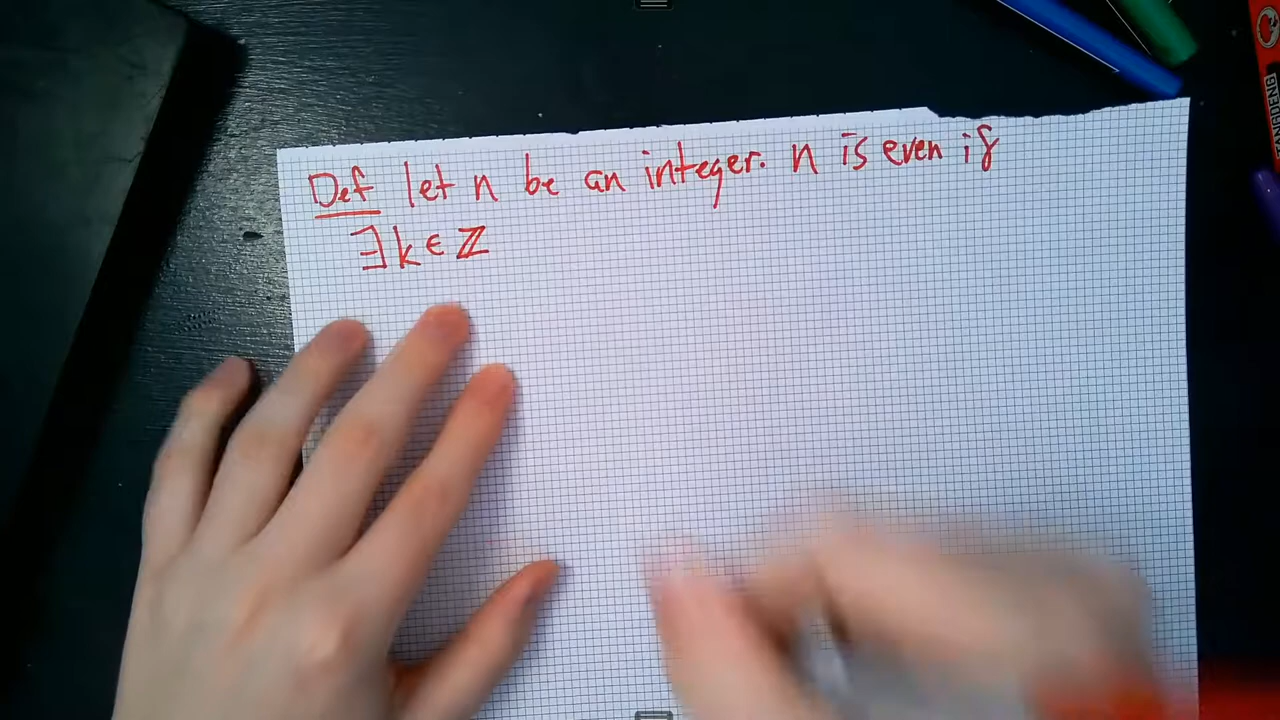 Def let n be an integer. n is even if
∃ k ∈ ℤ